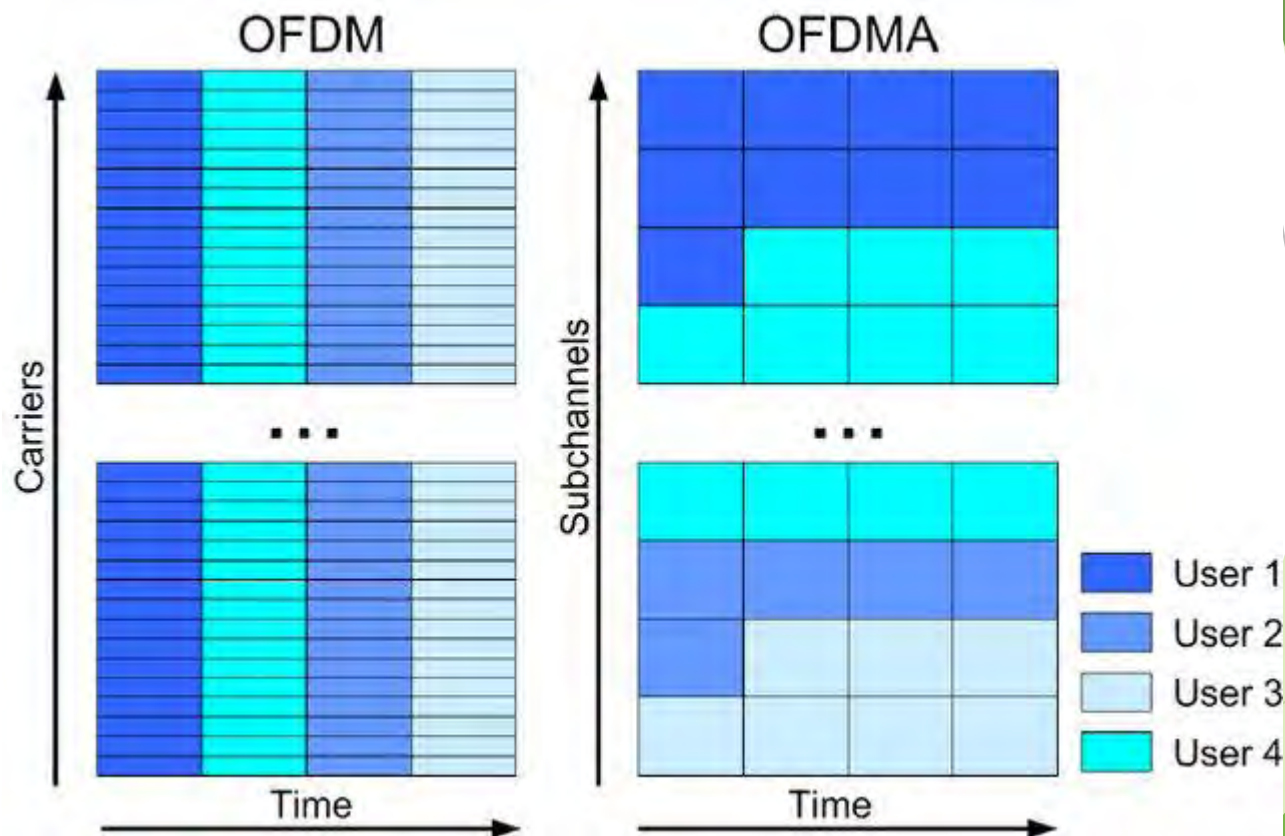 OFDM
OFDMA
Carriers
Subchannels
Time
Time
User 1
User 2
User 3
User 4